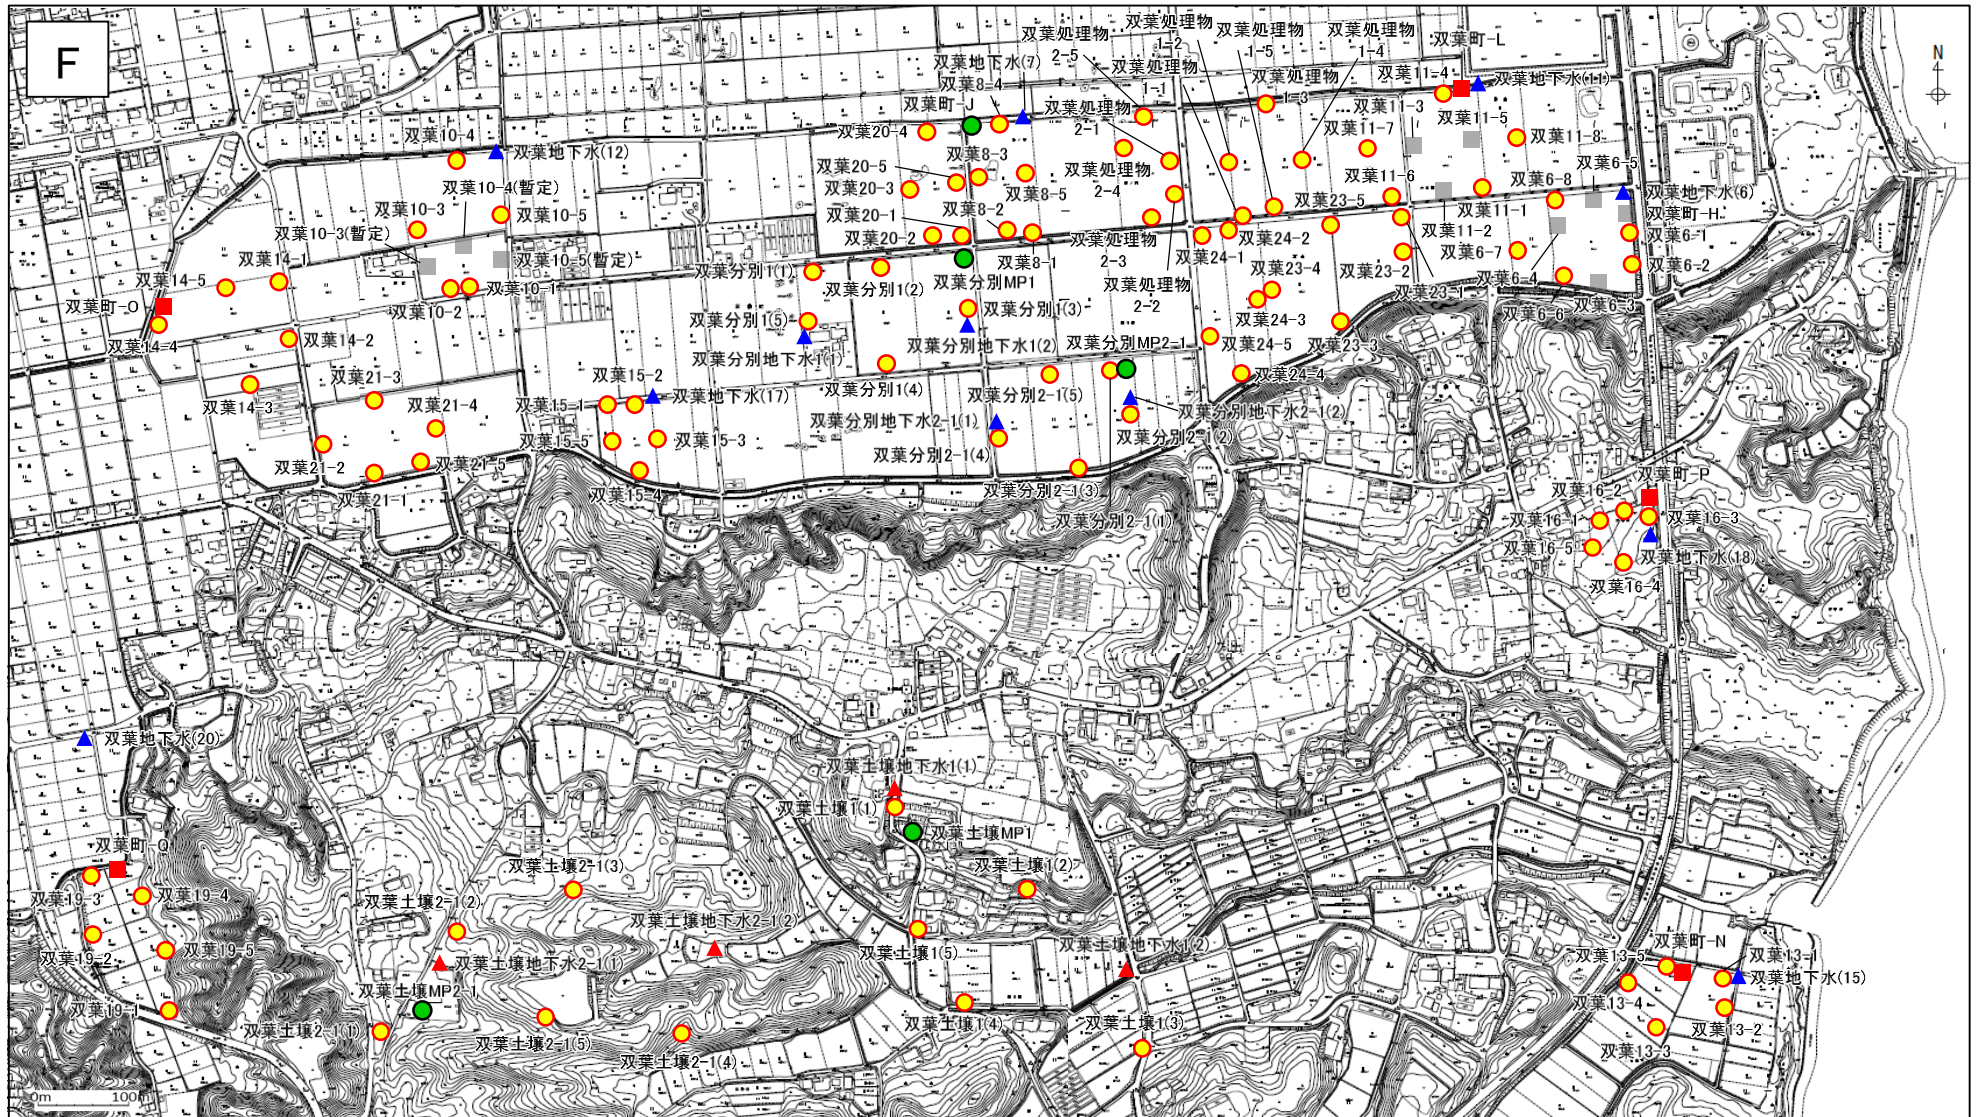 F
N
双葉処理物
1-2
双葉処理物
2-5
双葉処理物
1-5
双葉処理物
1-4
双葉町-L
双葉地下水(7)
双葉処理物
1-1
双葉処理物
1-3
双葉11-4
双葉地下水(11)
双葉8-4
双葉町-J
双葉処理物
2-1
双葉11-3
双葉11-5
双葉10-4
双葉20-4
双葉11-7
双葉11-8
双葉地下水(12)
双葉8-3
双葉20-5
双葉処理物
2-4
双葉6-5
双葉10-4(暫定)
双葉20-3
双葉8-5
双葉11-6
双葉6-8
双葉地下水(6)
双葉10-3
双葉10-5
双葉20-1
双葉8-2
双葉23-5
双葉11-1
双葉町-H
双葉10-3(暫定)
双葉20-2
双葉処理物
2-3
双葉24-2
双葉11-2
双葉6-1
双葉14-1
双葉10-5(暫定)
双葉8-1
双葉24-1
双葉6-7
双葉14-5
双葉分別1(1)
双葉分別MP1
双葉23-4
双葉23-2
双葉6-2
双葉10-1
双葉分別1(2)
双葉処理物
2-2
双葉23-1
双葉6-4
双葉町-O
双葉10-2
双葉分別1(3)
双葉6-6
双葉6-3
双葉分別1(5)
双葉24-3
双葉14-4
双葉14-2
双葉分別地下水1(2)
双葉分別MP2-1
双葉24-5
双葉23-3
双葉分別地下水1(1)
双葉21-3
双葉15-2
双葉分別1(4)
双葉24-4
双葉14-3
双葉21-4
双葉15-1
双葉地下水(17)
双葉分別2-1(5)
双葉分別地下水2-1(2)
双葉分別地下水2-1(1)
双葉15-5
双葉15-3
双葉分別2-1(2)
双葉分別2-1(4)
双葉21-2
双葉21-5
双葉21-1
双葉15-4
双葉分別2-1(3)
双葉町-P
双葉16-2
双葉分別2-1(1)
双葉16-1
双葉16-3
双葉16-5
双葉地下水(18)
双葉16-4
双葉地下水(20)
双葉土壌地下水1(1)
双葉土壌1(1)
双葉土壌MP1
双葉町-Q
双葉土壌2-1(3)
双葉土壌1(2)
双葉19-3
双葉19-4
双葉土壌2-1(2)
双葉土壌地下水2-1(2)
双葉19-2
双葉19-5
双葉土壌1(5)
双葉土壌地下水1(2)
双葉町-N
双葉13-5
双葉13-1
双葉土壌地下水2-1(1)
双葉地下水(15)
双葉土壌MP2-1
双葉13-4
双葉19-1
双葉土壌2-1(1)
双葉土壌1(4)
双葉土壌1(3)
双葉13-2
双葉土壌2-1(5)
双葉13-3
双葉土壌2-1(4)
0m 100m